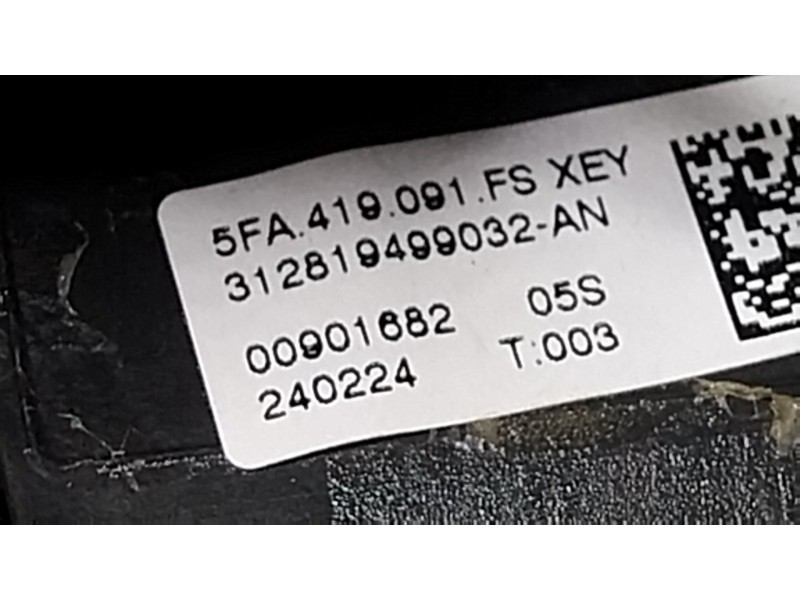 5FA.419.091.FS XEY
312819499032-AN
00901682 05S
240224 T:003